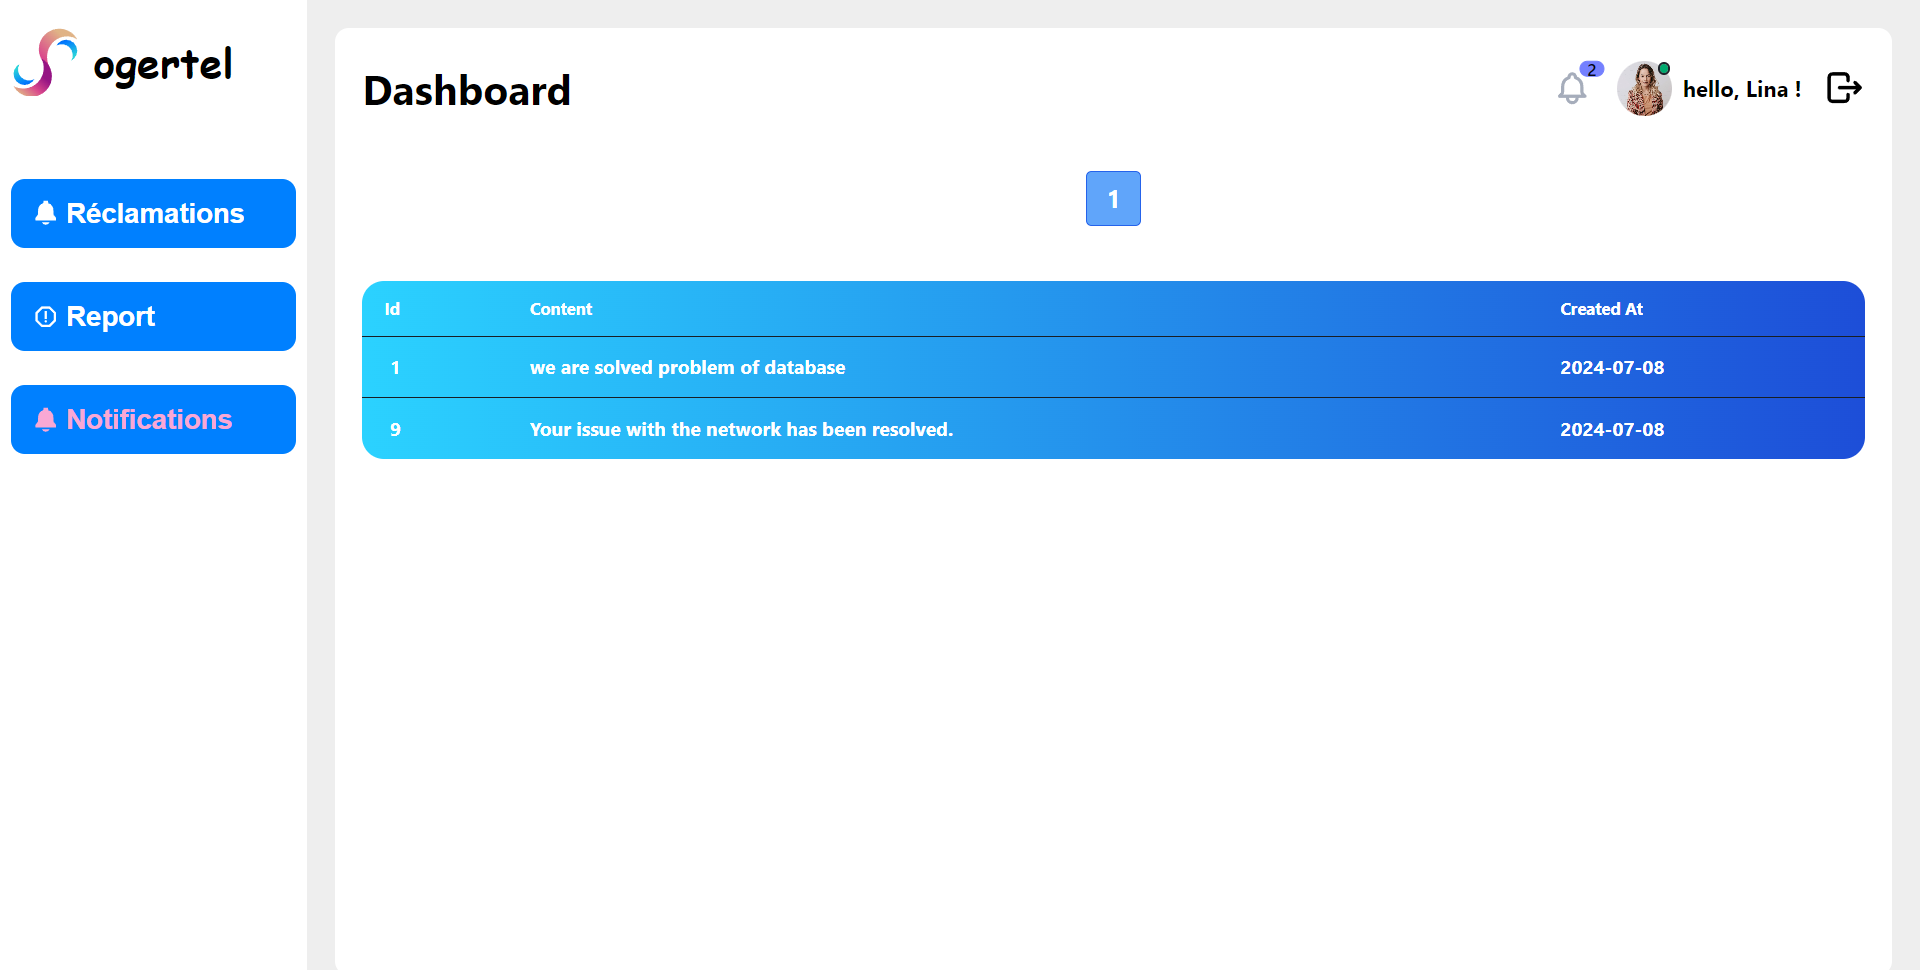 ogertel
Dashboard
2
hello, Lina !
Réclamations
Report
Notifications
1
Id Content Created At
1 we are solved problem of database 2024-07-08
9 Your issue with the network has been resolved. 2024-07-08